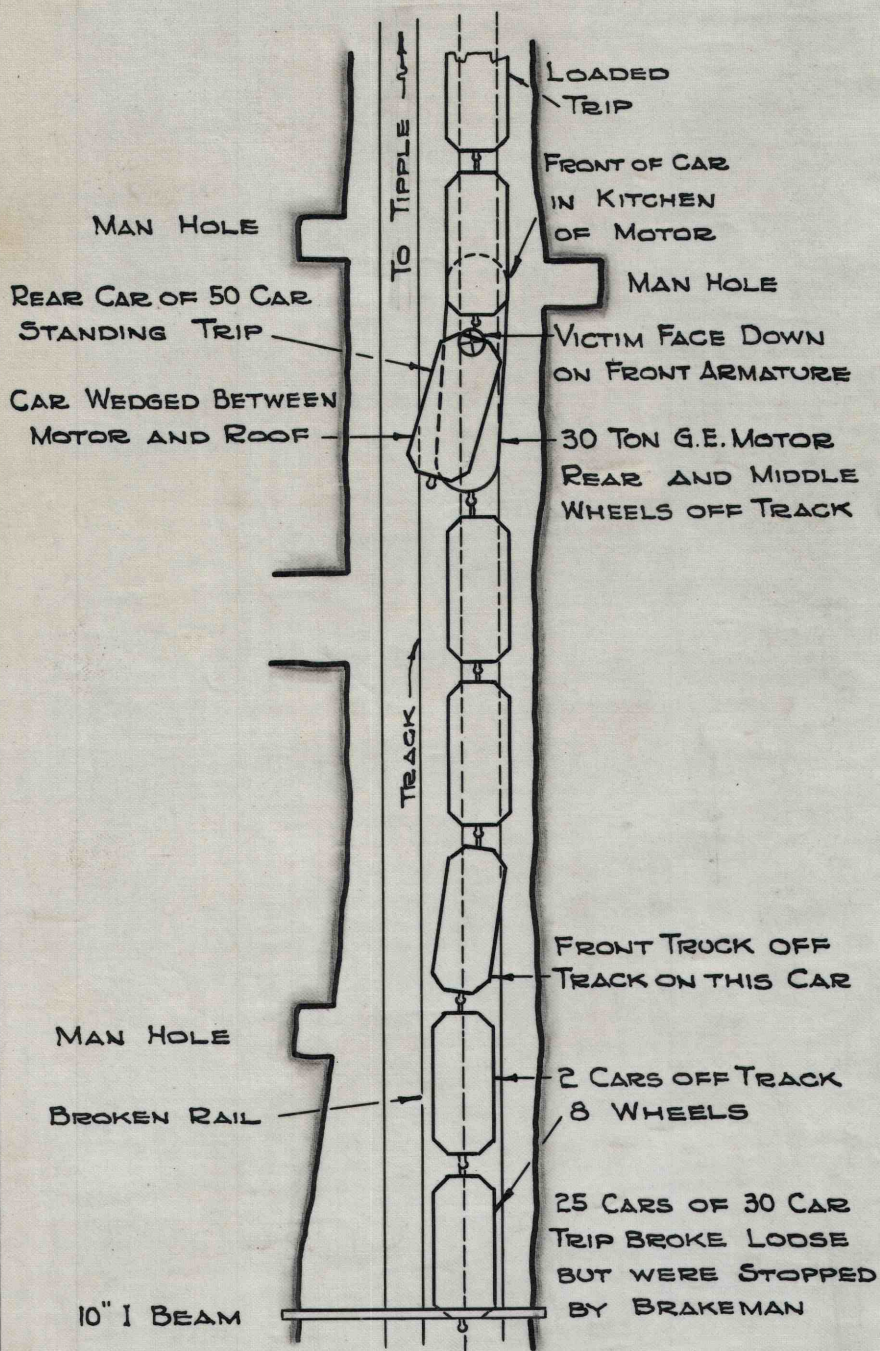 LOADED
TRIP
TO TIPPLE
FRONT OF CAR
IN KITCHEN
OF MOTOR
MAN HOLE
MAN HOLE
REAR CAR OF 50 CAR
STANDING TRIP
VICTIM FACE DOWN
ON FRONT ARMATURE
CAR WEDGED BETWEEN
MOTOR AND ROOF
30 TON G.E. MOTOR
REAR AND MIDDLE
WHEELS OFF TRACK
TRACK
FRONT TRUCK OFF
TRACK ON THIS CAR
MAN HOLE
2 CARS OFF TRACK
8 WHEELS
BROKEN RAIL
25 CARS OF 30 CAR
TRIP BROKE LOOSE
BUT WERE STOPPED
BY BRAKEMAN
10" I BEAM